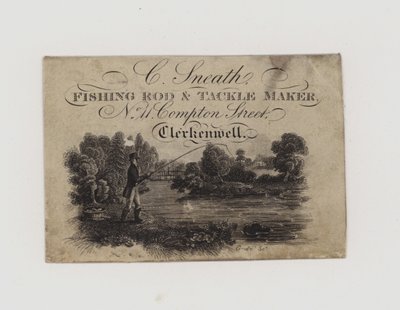 C. Sneath,
FISHING ROD & TACKLE MAKER,
No. 11, Compton Street,
Clerkenwell.